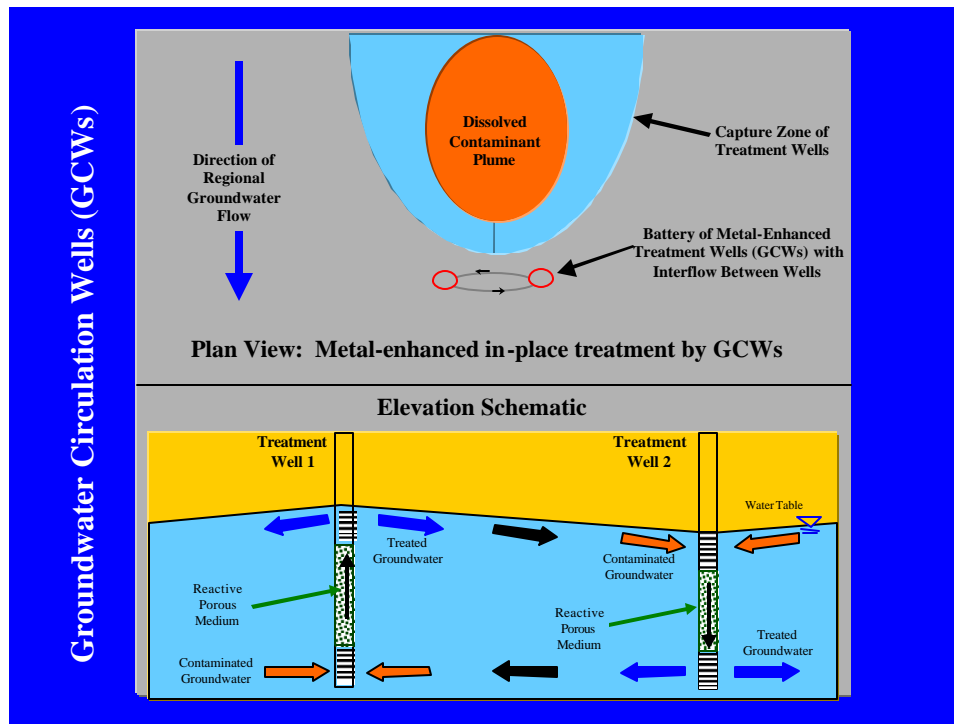 Groundwater Circulation Wells (GCWs)
Direction of
Regional
Groundwater
Flow
Dissolved
Contaminant
Plume
Capture Zone of
Treatment Wells
Battery of Metal-Enhanced
Treatment Wells (GCWs) with
Interflow Between Wells
Plan View: Metal-enhanced in-place treatment by GCWs
Elevation Schematic
Treatment
Well 1
Treatment
Well 2
Water Table
Treated
Groundwater
Contaminated
Groundwater
Reactive
Porous
Medium
Reactive
Porous
Medium
Treated
Groundwater
Contaminated
Groundwater